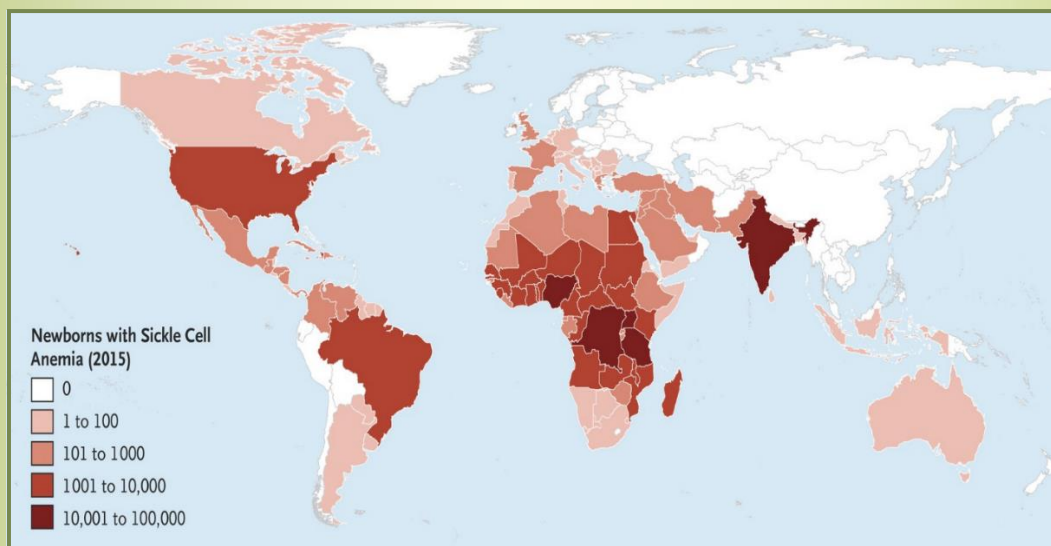 Newborns with Sickle Cell
Anemia (2015)
0
1 to 100
101 to 1000
1001 to 10,000
10,001 to 100,000